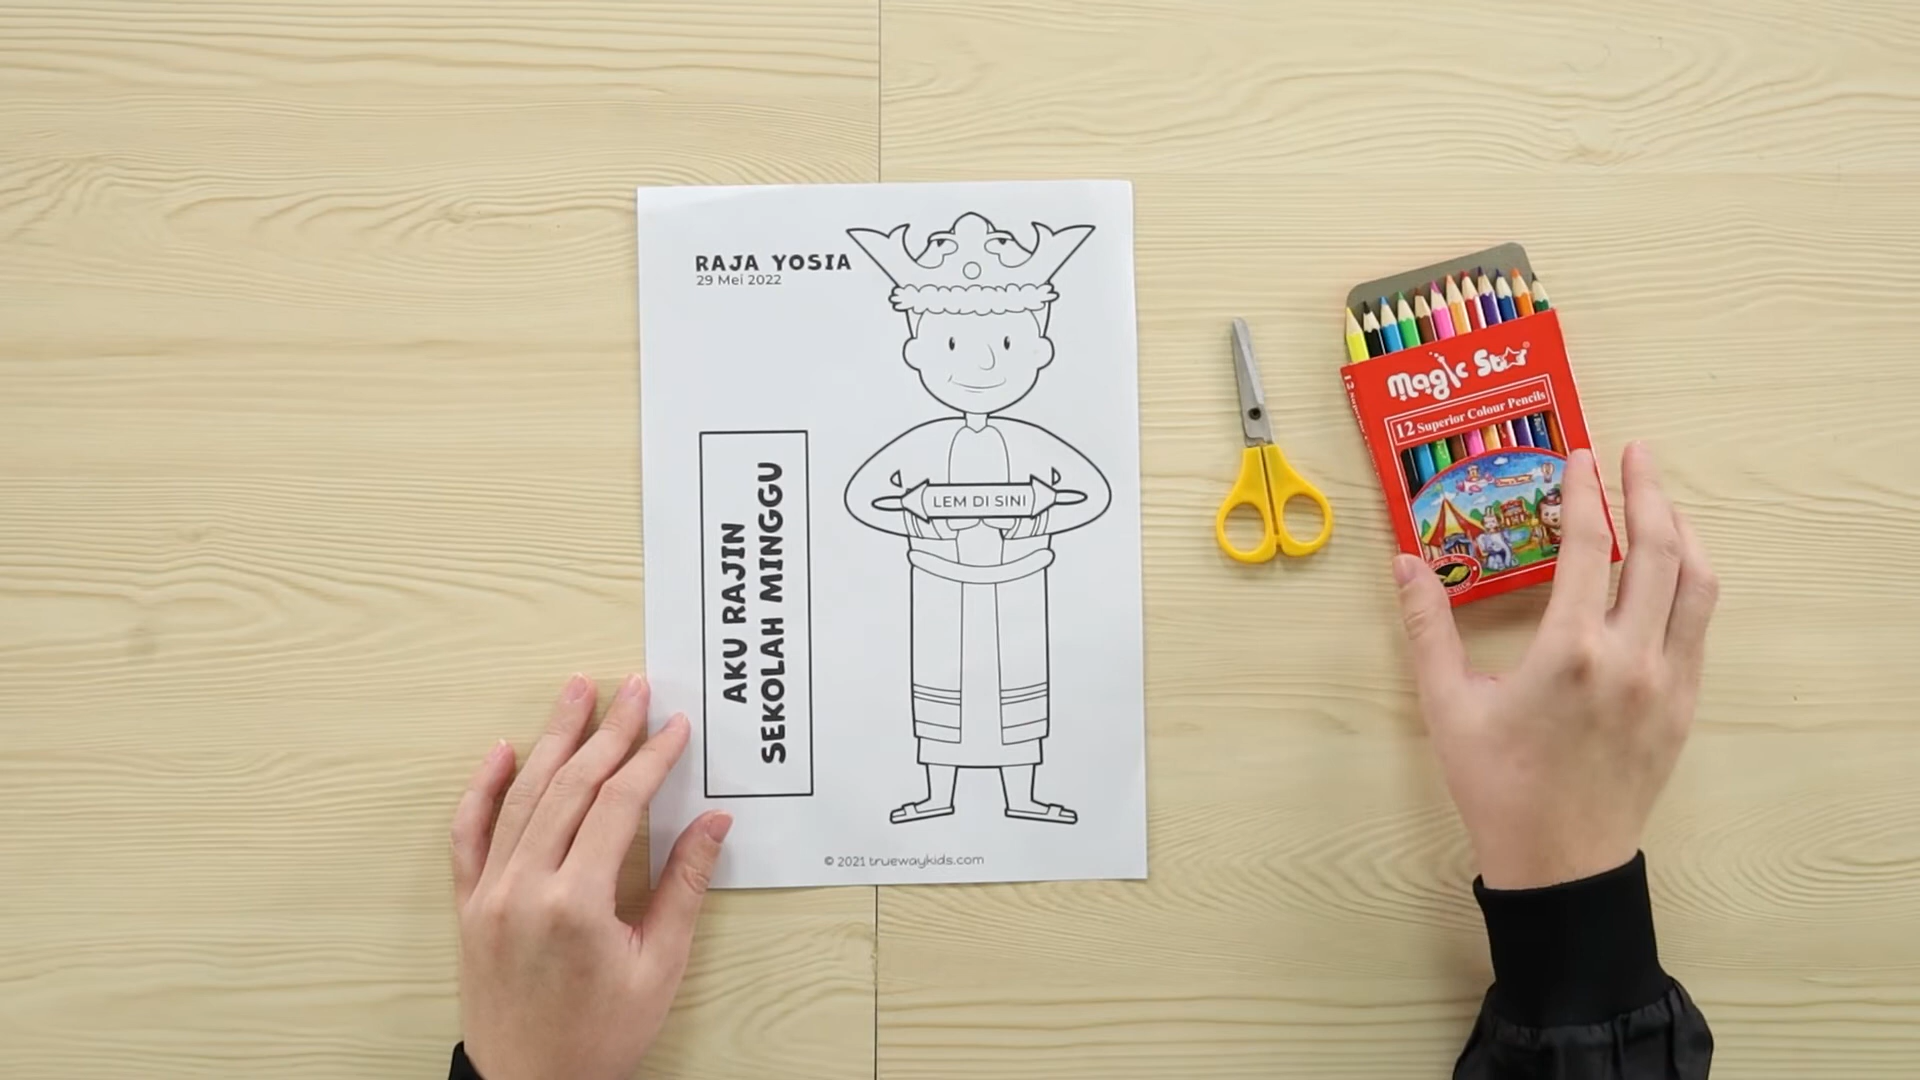 RAJA YOSIA
29 Mei 2022
LEM DI SINI
AKU RAJIN
SEKOLAH MINGGU
© 2021 truewaykids.com
Magic Star
12 Superior Colour Pencils